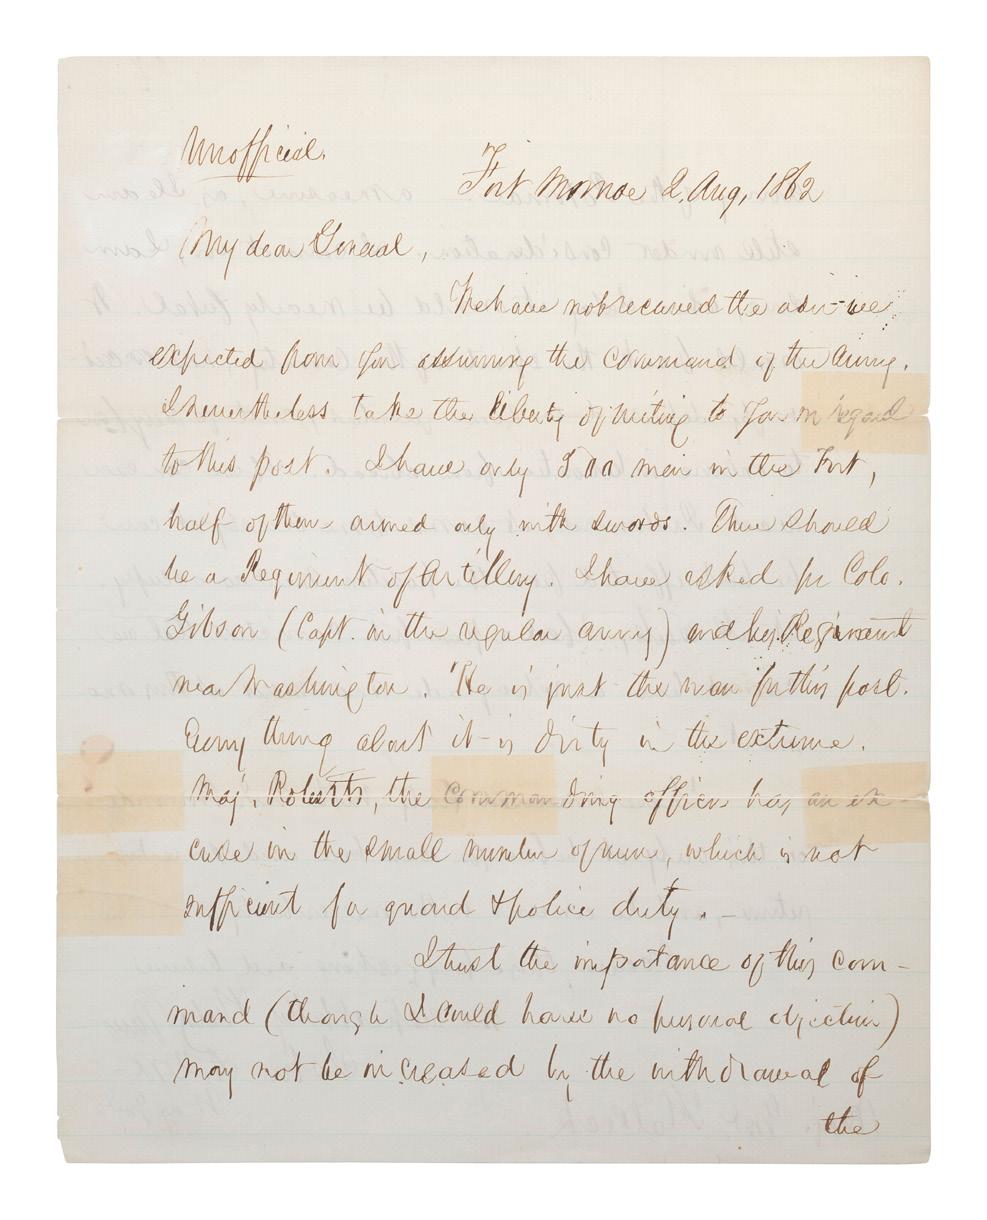 Unofficial.
Fort Monroe 2. Aug, 1862
My dear General,
We have not received the advice
expected from your assuming the command of the Army.
I nevertheless take the liberty of writing to you in regard
to this post. I have only 500 men in the Fort,
half of them armed only with swords. There should
be a Regiment of Artillery. I have asked for Colo.
Gibson (Capt. in the regular army) and his Regiment
near Washington. He is just the man for this post.
Every thing about it is dirty in the extreme.
Maj. Roberts, the Commanding officer has an ex-
cuse in the small number of men, which is not
sufficient for guard & police duty. -
I trust the importance of this com-
mand (though I could have no personal objection)
may not be increased by the withdrawal of
the